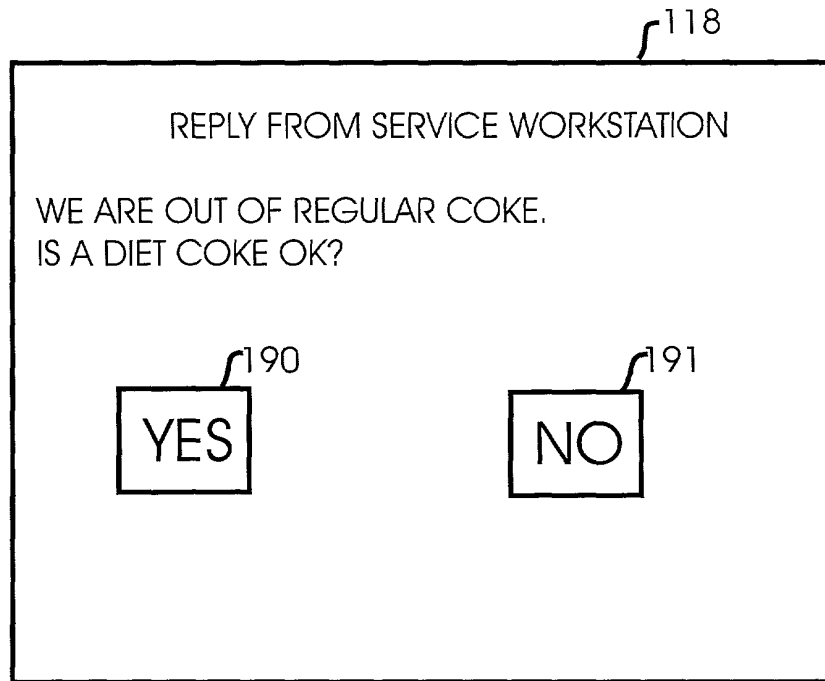 118
REPLY FROM SERVICE WORKSTATION
WE ARE OUT OF REGULAR COKE.
IS A DIET COKE OK?
190
191
YES
NO